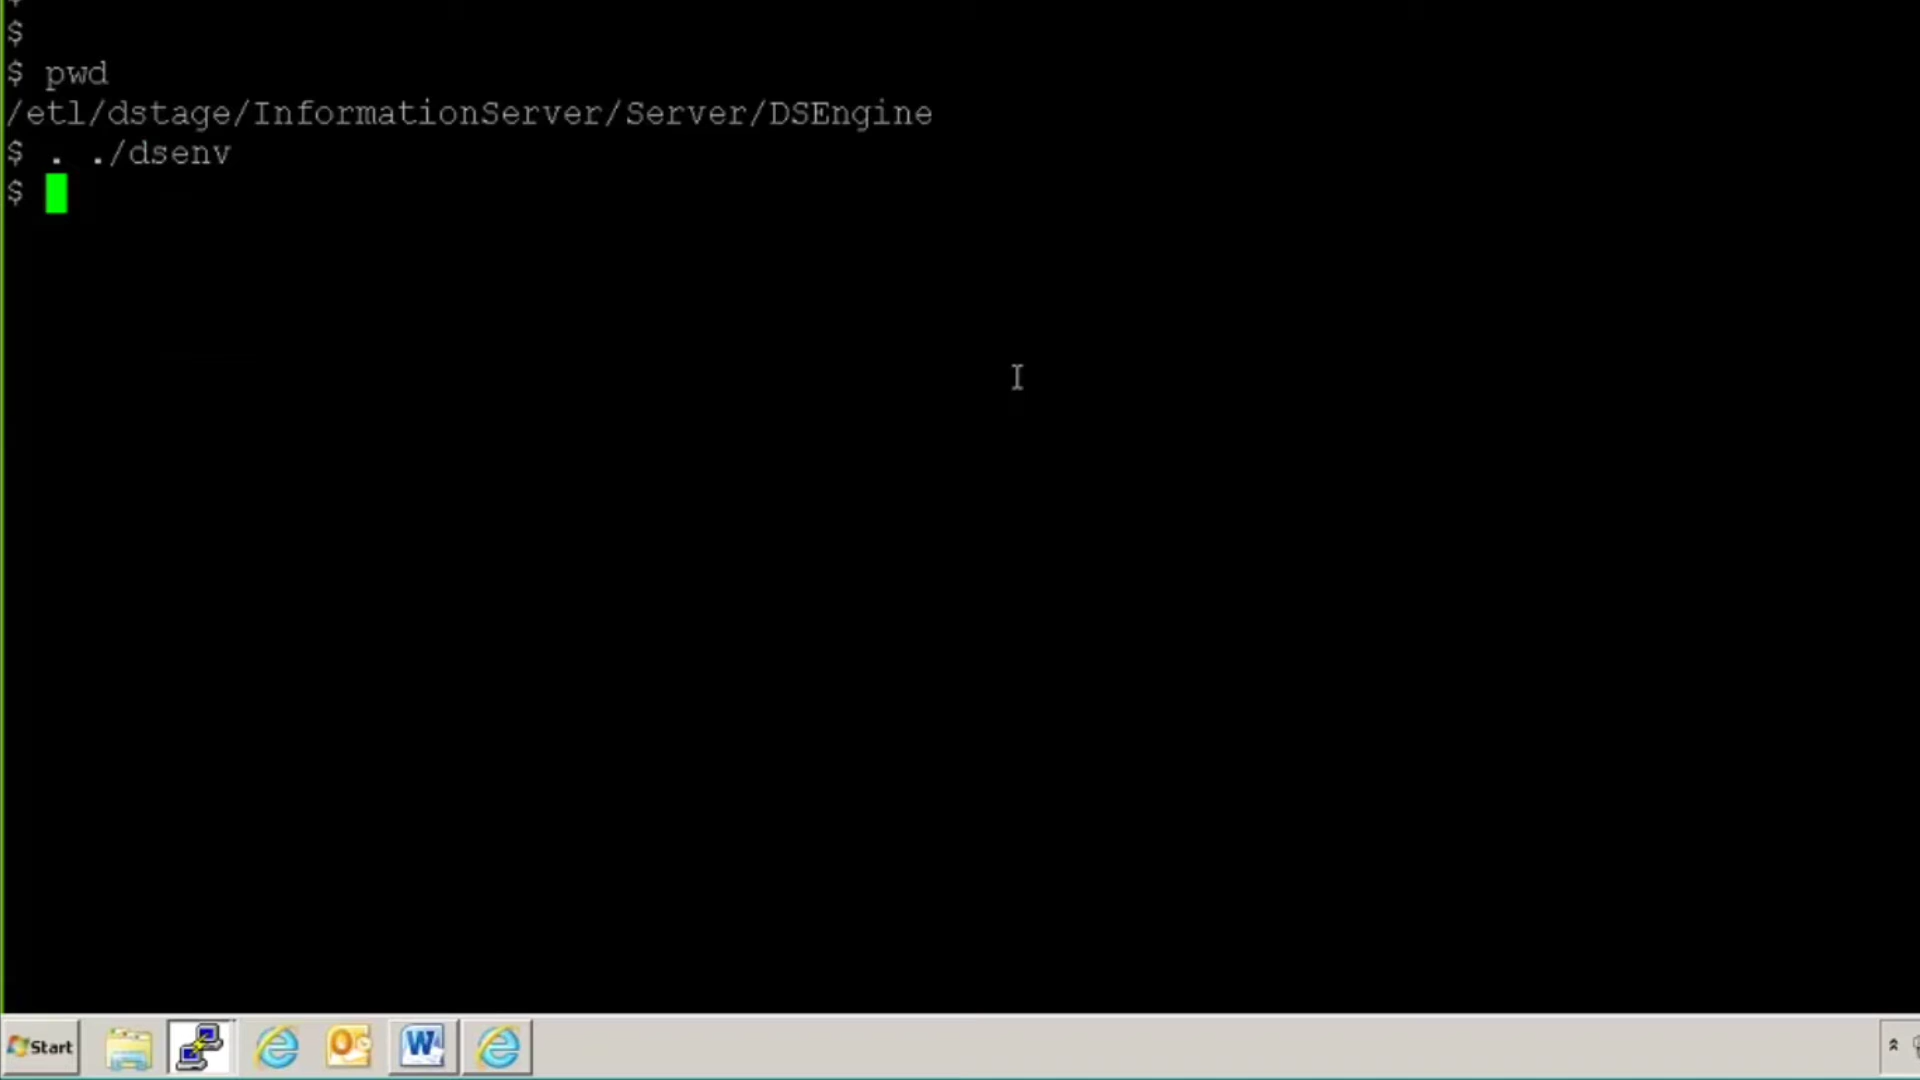 $
$ pwd
/etl/dstage/InformationServer/Server/DSEngine
$ . ./dsenv
$
Start